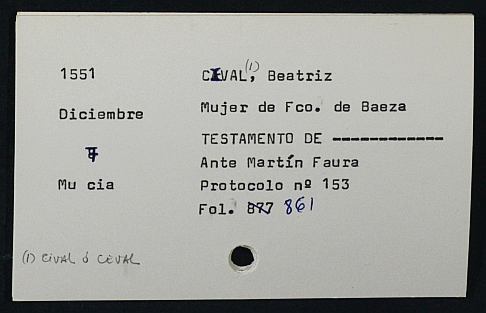 1551
CIVAL, (1) Beatriz
Diciembre
Mujer de Fco. de Baeza
TESTAMENTO DE ------------
7
Ante Martín Faura
Mu cia
Protocolo nº 153
Fol. 877 861
(1) CIVAL ó CEVAL